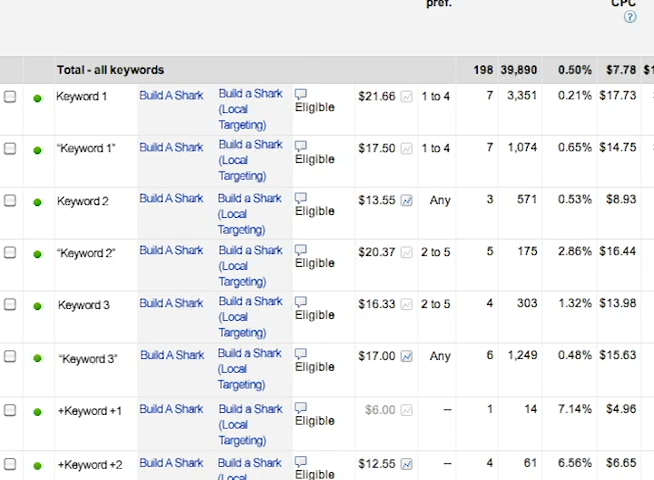 pref. CPC
?
Total - all keywords 198 39,890 0.50% $7.78 $1
Keyword 1 Build A Shark Build a Shark (Local Targeting) Eligible $21.66 1 to 4 7 3,351 0.21% $17.73
“Keyword 1” Build A Shark Build a Shark (Local Targeting) Eligible $17.50 1 to 4 7 1,074 0.65% $14.75
Keyword 2 Build A Shark Build a Shark (Local Targeting) Eligible $13.55 Any 3 571 0.53% $8.93
“Keyword 2” Build A Shark Build a Shark (Local Targeting) Eligible $20.37 2 to 5 5 175 2.86% $16.44
Keyword 3 Build A Shark Build a Shark (Local Targeting) Eligible $16.33 2 to 5 4 303 1.32% $13.98
“Keyword 3” Build A Shark Build a Shark (Local Targeting) Eligible $17.00 Any 6 1,249 0.48% $15.63
+Keyword +1 Build A Shark Build a Shark (Local Targeting) Eligible $6.00 -- 1 14 7.14% $4.96
+Keyword +2 Build A Shark Build a Shark (Local Eligible $12.55 -- 4 61 6.56% $6.65